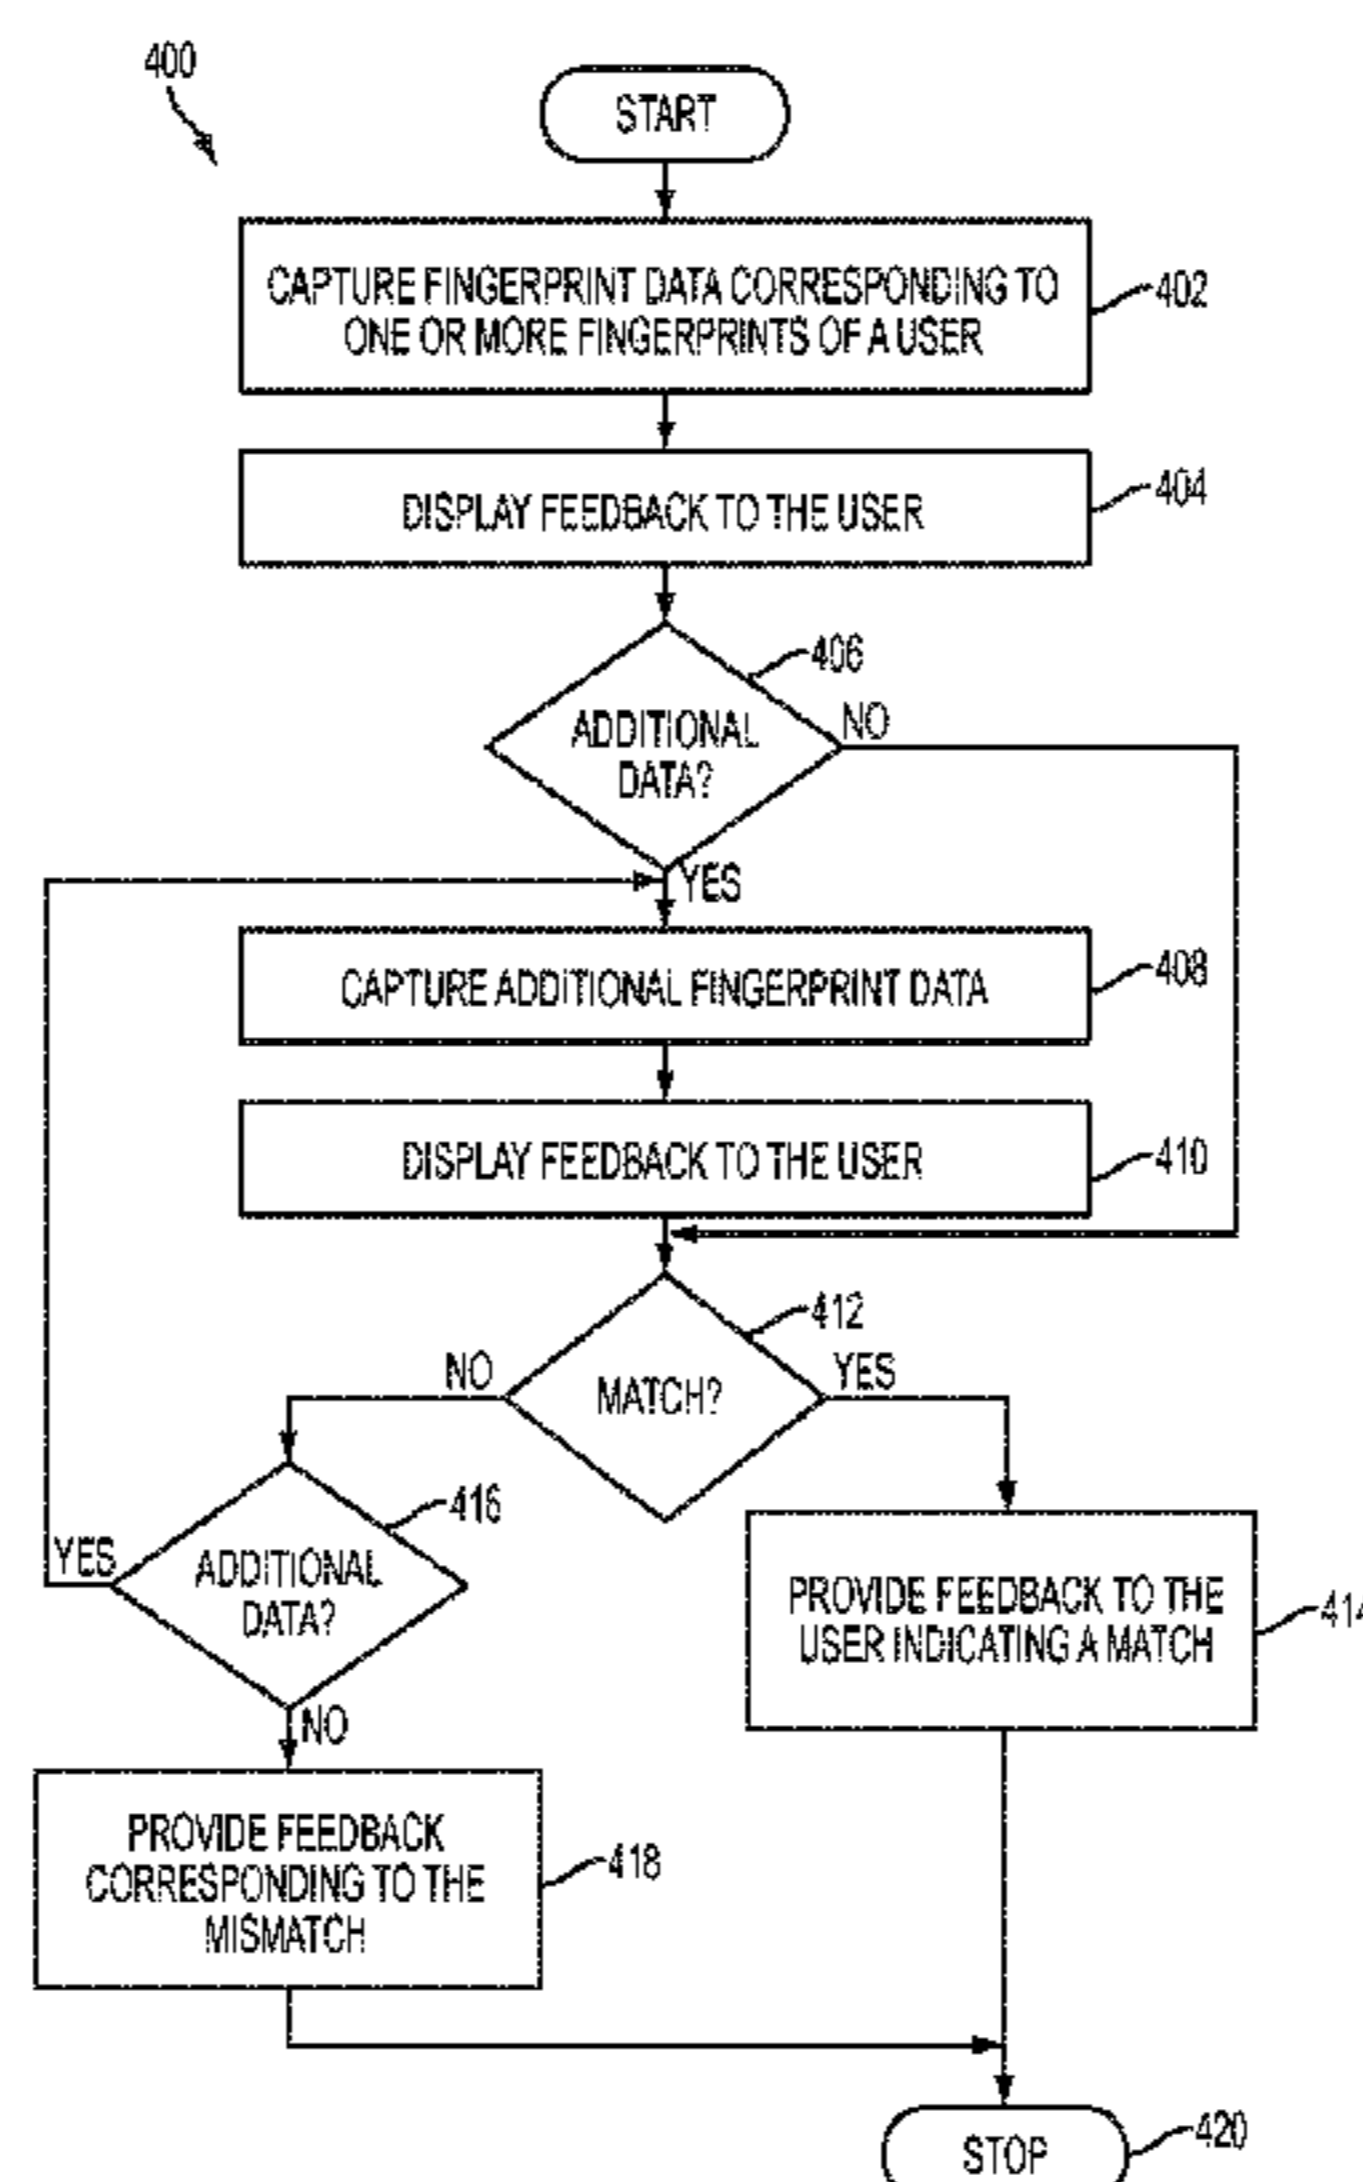 400
START
CAPTURE FINGERPRINT DATA CORRESPONDING TO
ONE OR MORE FINGERPRINTS OF A USER
402
DISPLAY FEEDBACK TO THE USER
404
406
ADDITIONAL
DATA?
NO
YES
CAPTURE ADDITIONAL FINGERPRINT DATA
408
DISPLAY FEEDBACK TO THE USER
410
412
MATCH?
NO
YES
416
ADDITIONAL
DATA?
YES
NO
PROVIDE FEEDBACK TO THE
USER INDICATING A MATCH
414
PROVIDE FEEDBACK
CORRESPONDING TO THE
MISMATCH
418
STOP
420